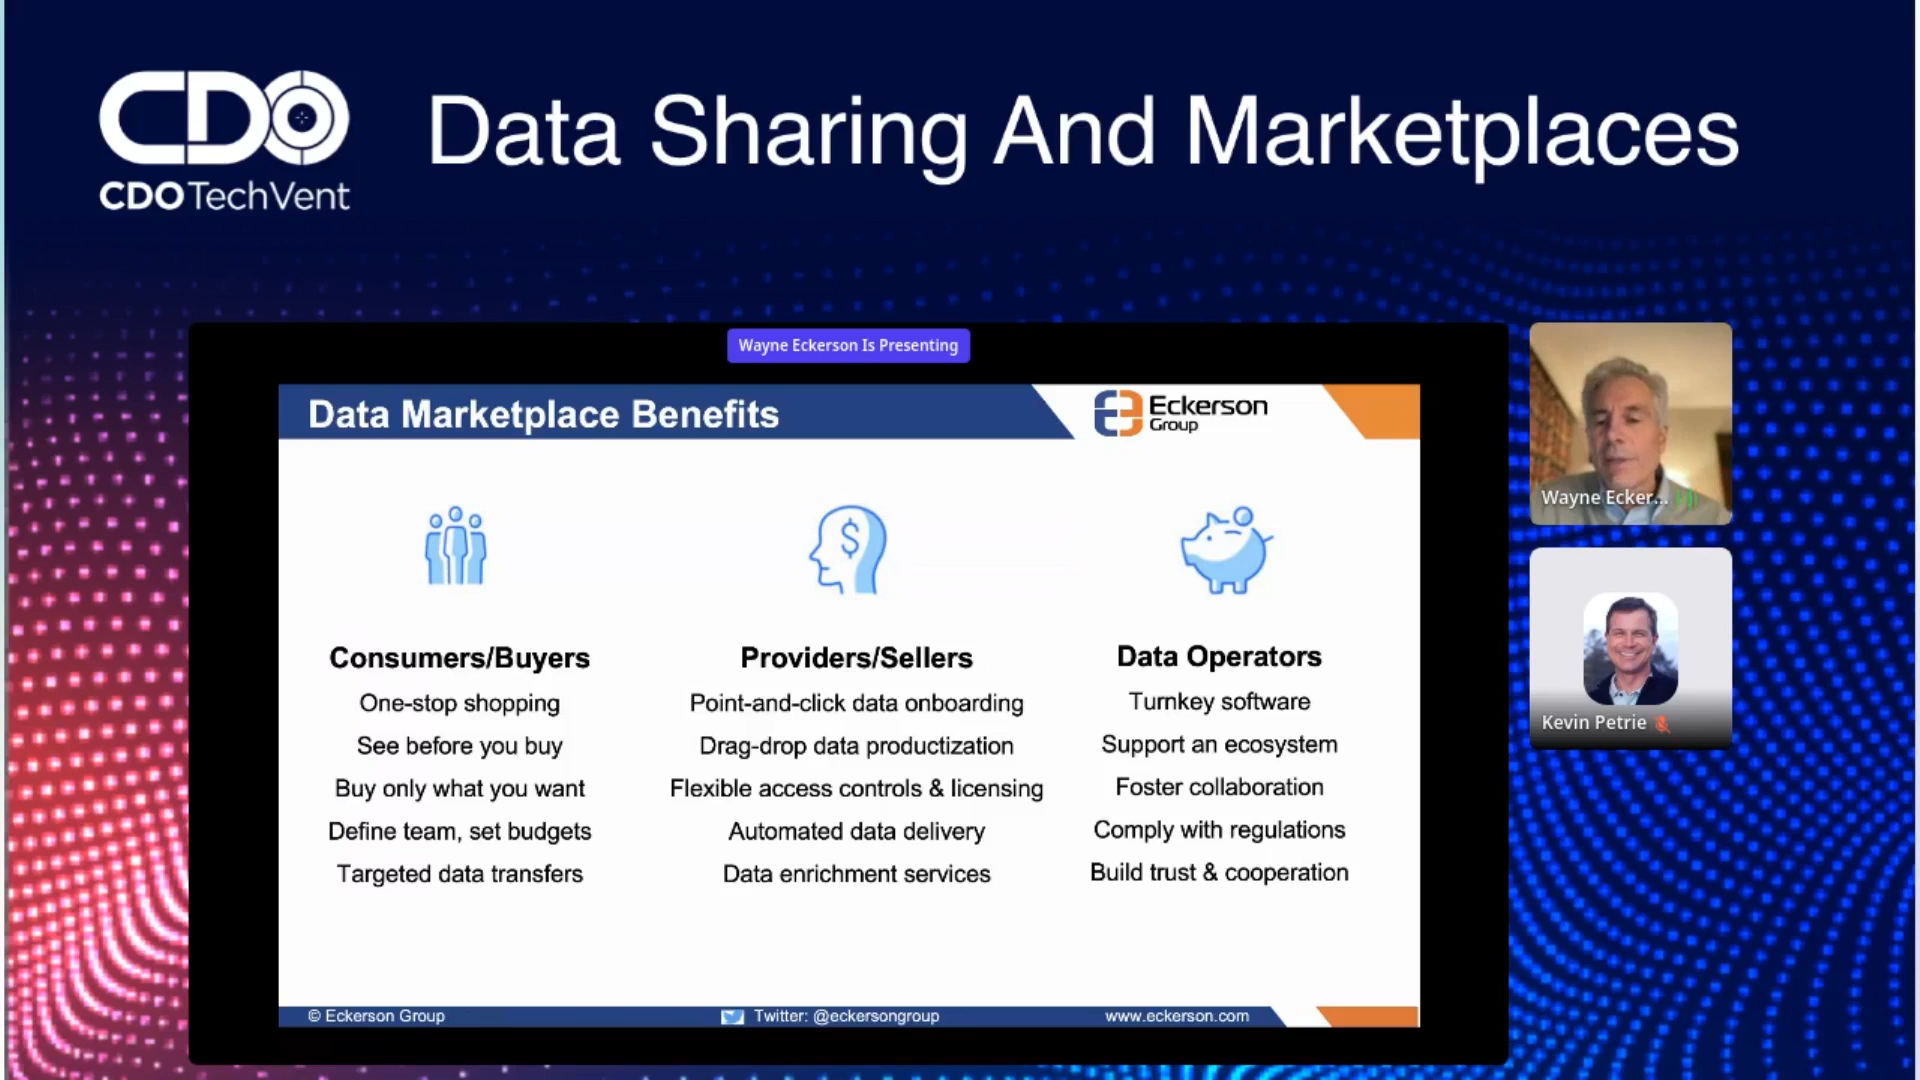 CDO
CDO TechVent
Data Sharing And Marketplaces
Wayne Eckerson Is Presenting
Data Marketplace Benefits
Eckerson
Group
$
Consumers/Buyers
One-stop shopping
See before you buy
Buy only what you want
Define team, set budgets
Targeted data transfers
Providers/Sellers
Point-and-click data onboarding
Drag-drop data productization
Flexible access controls & licensing
Automated data delivery
Data enrichment services
Data Operators
Turnkey software
Support an ecosystem
Foster collaboration
Comply with regulations
Build trust & cooperation
© Eckerson Group
Twitter: @eckersongroup
www.eckerson.com
Wayne Ecker...
Kevin Petrie